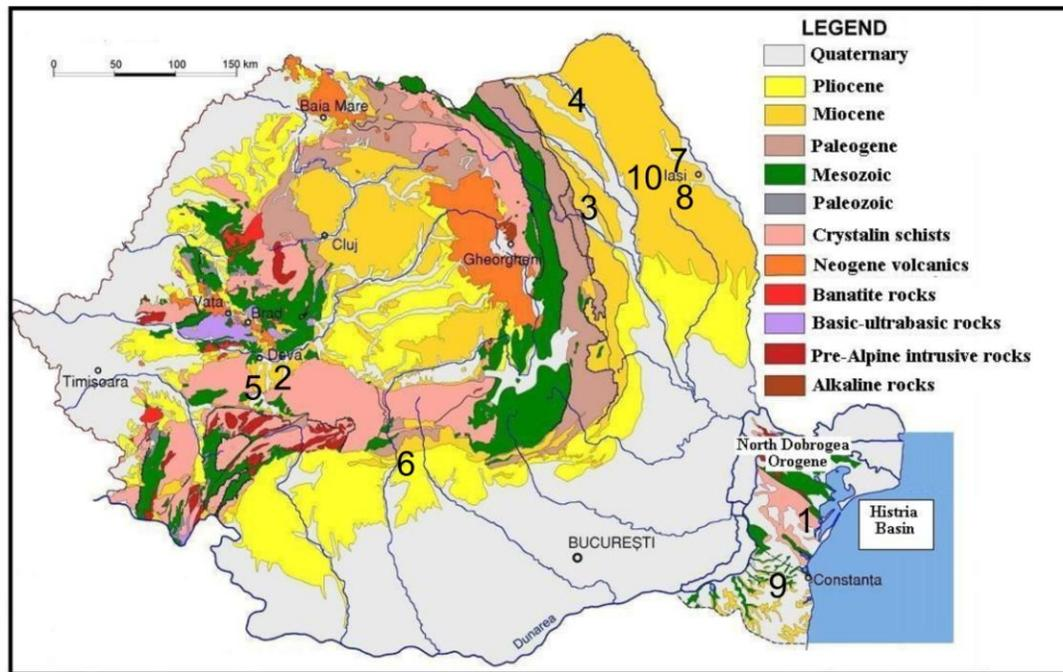 LEGEND
Quaternary
Pliocene
Miocene
Paleogene
Mesozoic
Paleozoic
Crystalin schists
Neogene volcanics
Banatite rocks
Basic-ultrabasic rocks
Pre-Alpine intrusive rocks
Alkaline rocks
0 50 100 150 km
Baia Mare
4
7
10 Iași
8
3
Cluj
Gheorgheni
Vața
Brad
Deva
Timișoara
5 2
6
North Dobrogea
Orogene
1
Histria
Basin
BUCUREȘTI
9 Constanța
Dunarea